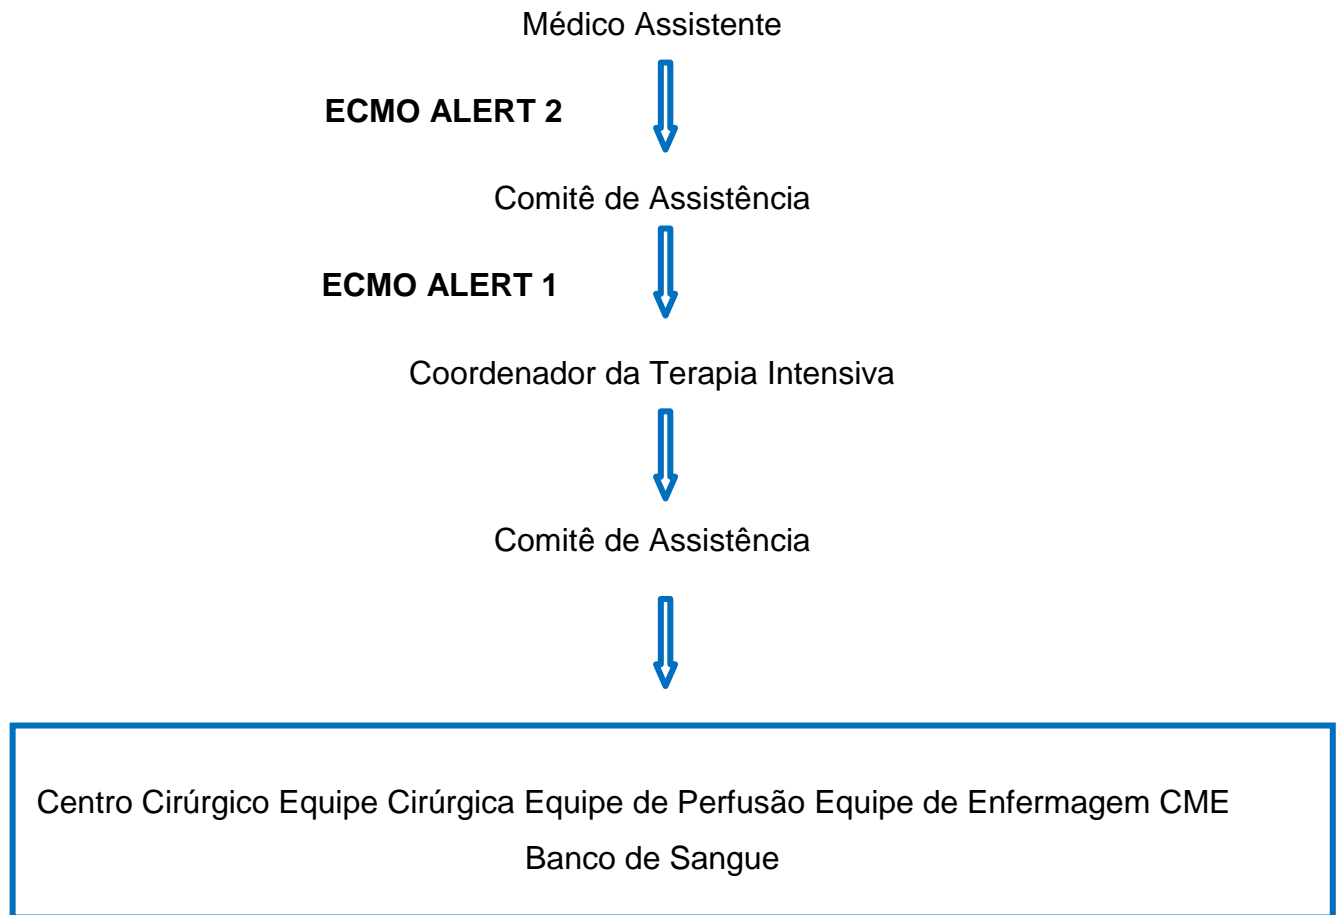 Médico Assistente
ECMO ALERT 2
Comitê de Assistência
ECMO ALERT 1
Coordenador da Terapia Intensiva
Comitê de Assistência
Centro Cirúrgico Equipe Cirúrgica Equipe de Perfusão Equipe de Enfermagem CME
Banco de Sangue